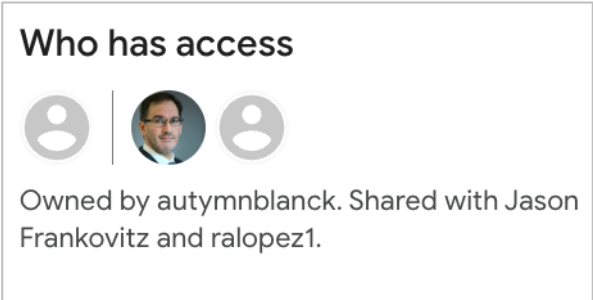 Who has access
Owned by autymnblanck. Shared with Jason
Frankovitz and ralopez1.